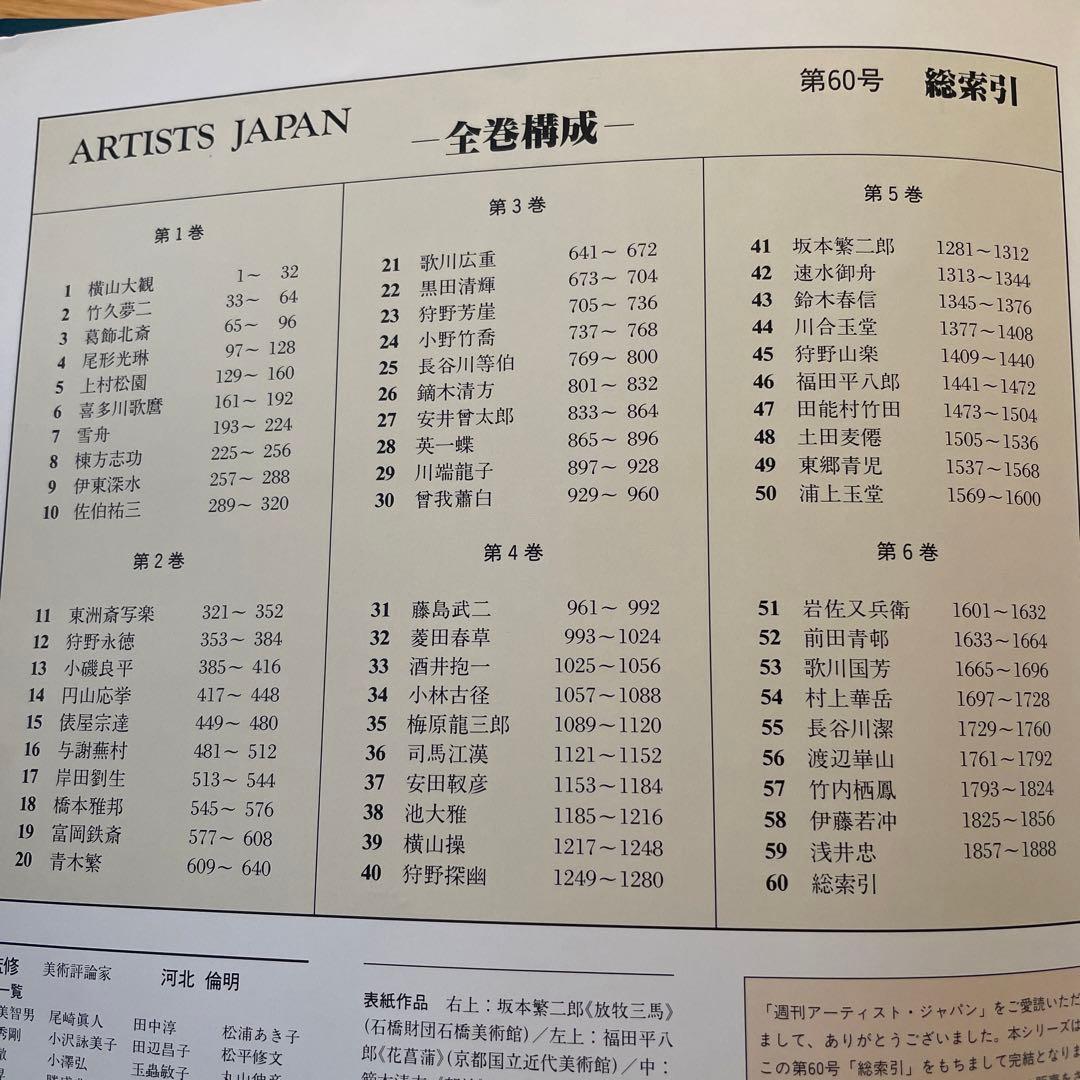 ARTISTS JAPAN
―全巻構成―
第60号 総索引
第1巻
1 横山大観 1～ 32
2 竹久夢二 33～ 64
3 葛飾北斎 65～ 96
4 尾形光琳 97～ 128
5 上村松園 129～ 160
6 喜多川歌麿 161～ 192
7 雪舟 193～ 224
8 棟方志功 225～ 256
9 伊東深水 257～ 288
10 佐伯祐三 289～ 320
第2巻
11 東洲斎写楽 321～ 352
12 狩野永徳 353～ 384
13 小磯良平 385～ 416
14 円山応挙 417～ 448
15 俵屋宗達 449～ 480
16 与謝蕪村 481～ 512
17 岸田劉生 513～ 544
18 橋本雅邦 545～ 576
19 富岡鉄斎 577～ 608
20 青木繁 609～ 640
第3巻
21 歌川広重 641～ 672
22 黒田清輝 673～ 704
23 狩野芳崖 705～ 736
24 小野竹喬 737～ 768
25 長谷川等伯 769～ 800
26 鏑木清方 801～ 832
27 安井曾太郎 833～ 864
28 英一蝶 865～ 896
29 川端龍子 897～ 928
30 曾我蕭白 929～ 960
第4巻
31 藤島武二 961～ 992
32 菱田春草 993～1024
33 酒井抱一 1025～1056
34 小林古径 1057～1088
35 梅原龍三郎 1089～1120
36 司馬江漢 1121～1152
37 安田靫彦 1153～1184
38 池大雅 1185～1216
39 横山操 1217～1248
40 狩野探幽 1249～1280
第5巻
41 坂本繁二郎 1281～1312
42 速水御舟 1313～1344
43 鈴木春信 1345～1376
44 川合玉堂 1377～1408
45 狩野山楽 1409～1440
46 福田平八郎 1441～1472
47 田能村竹田 1473～1504
48 土田麦僊 1505～1536
49 東郷青児 1537～1568
50 浦上玉堂 1569～1600
第6巻
51 岩佐又兵衛 1601～1632
52 前田青邨 1633～1664
53 歌川国芳 1665～1696
54 村上華岳 1697～1728
55 長谷川潔 1729～1760
56 渡辺崋山 1761～1792
57 竹内栖鳳 1793～1824
58 伊藤若冲 1825～1856
59 浅井忠 1857～1888
60 総索引
修 美術評論家 河北 倫明
一覧
美智男 尾崎眞人 田中淳 松浦あき子
秀剛 小沢詠美子 田辺昌子 松平修文
小澤弘 玉蟲敏子
表紙作品 右上：坂本繁二郎《放牧三馬》
(石橋財団石橋美術館)／左上：福田平八
郎《花菖蒲》(京都国立近代美術館)／中：
「週刊アーティスト・ジャパン」をご愛読いただ
まして、ありがとうございました。本シリーズは
この第60号「総索引」をもちまして完結となりま